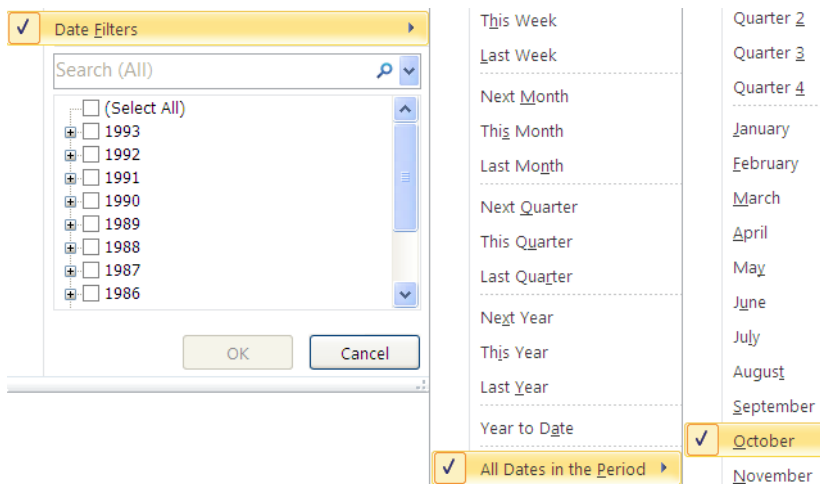 Date Filters
Search (All)
(Select All)
1993
1992
1991
1990
1989
1988
1987
1986
OK
Cancel
This Week
Last Week
Next Month
This Month
Last Month
Next Quarter
This Quarter
Last Quarter
Next Year
This Year
Last Year
Year to Date
All Dates in the Period
Quarter 2
Quarter 3
Quarter 4
January
February
March
April
May
June
July
August
September
October
November